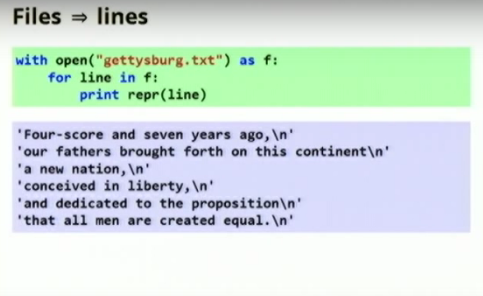 Files ⇒ lines
with open("gettysburg.txt") as f:
    for line in f:
        print repr(line)
'Four-score and seven years ago,\n'
'our fathers brought forth on this continent\n'
'a new nation,\n'
'conceived in liberty,\n'
'and dedicated to the proposition\n'
'that all men are created equal.\n'